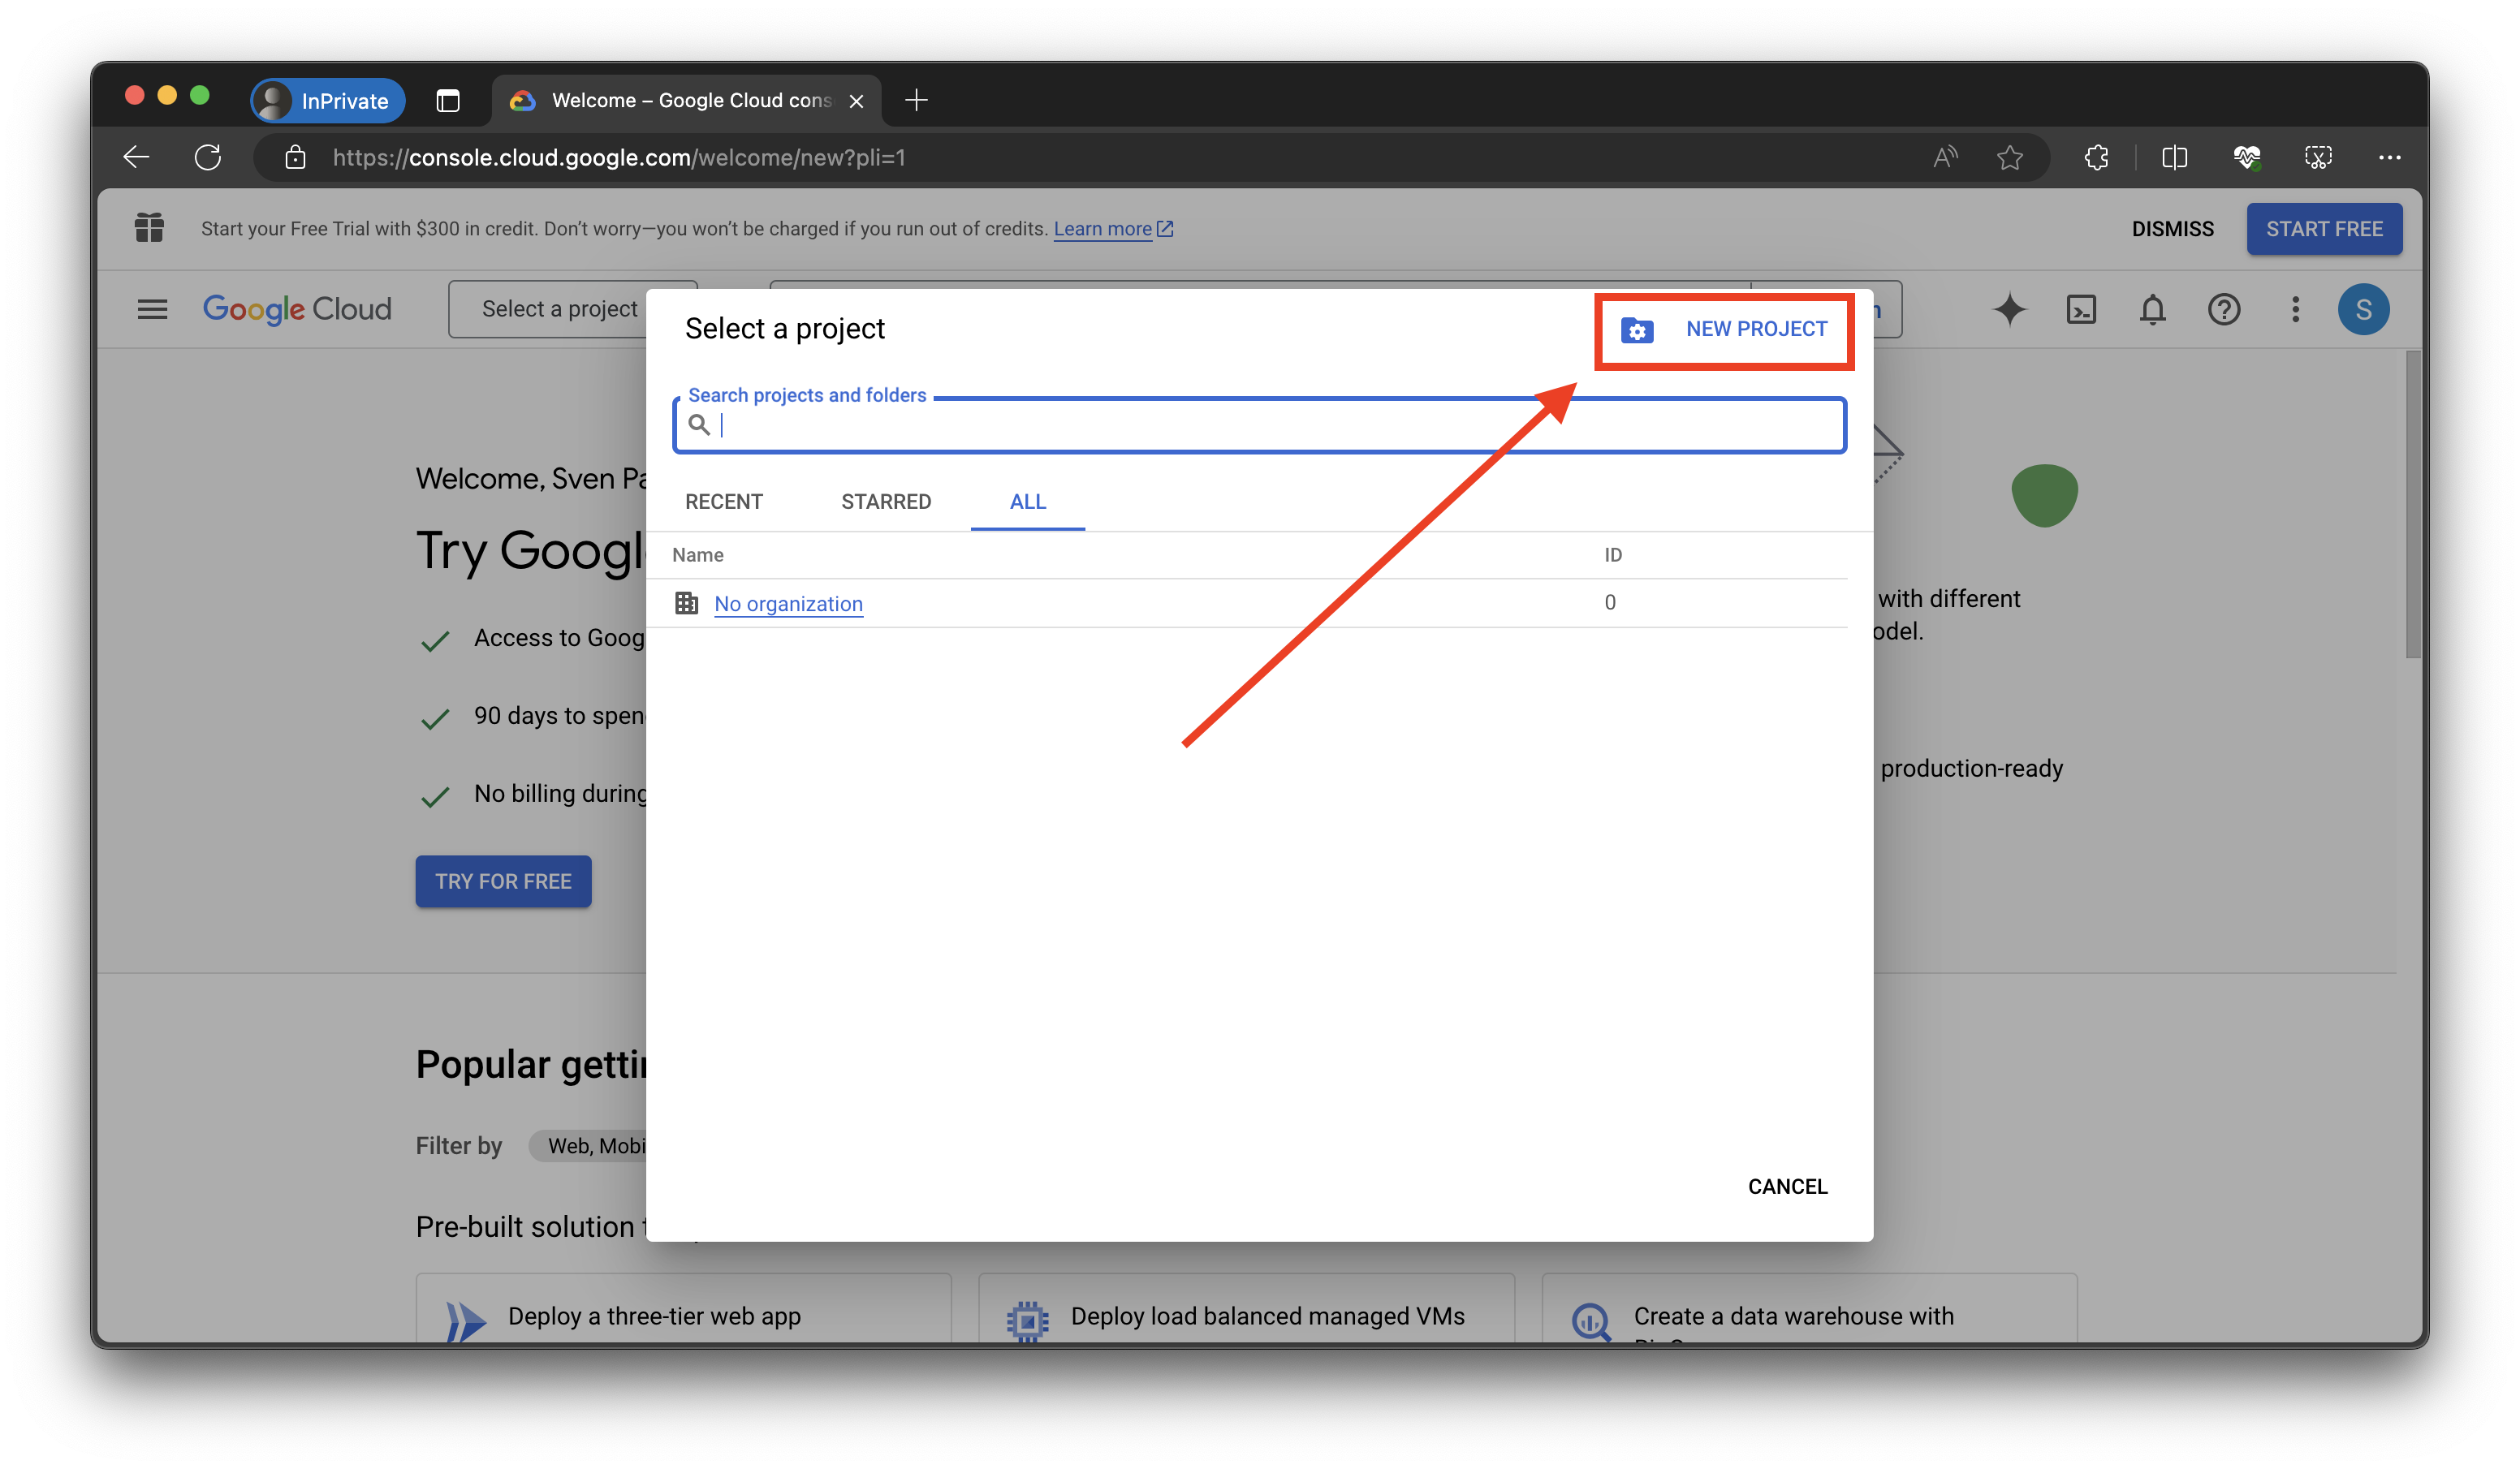 InPrivate
Welcome – Google Cloud cons
https://console.cloud.google.com/welcome/new?pli=1
Start your Free Trial with $300 in credit. Don’t worry—you won’t be charged if you run out of credits. Learn more
DISMISS
START FREE
Google Cloud
Select a project
S
Select a project
NEW PROJECT
Search projects and folders
RECENT STARRED ALL
Name ID
No organization 0
CANCEL
Welcome, Sven
Try Googl
Access to Goog
90 days to spen
No billing during
TRY FOR FREE
with different
odel.
production-ready
Popular getti
Filter by Web, Mobi
Pre-built solution
Deploy a three-tier web app
Deploy load balanced managed VMs
Create a data warehouse with